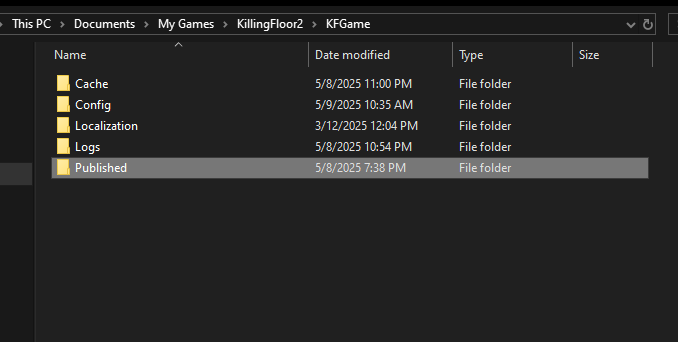 This PC > Documents > My Games > KillingFloor2 > KFGame
Name Date modified Type Size
Cache 5/8/2025 11:00 PM File folder
Config 5/9/2025 10:35 AM File folder
Localization 3/12/2025 12:04 PM File folder
Logs 5/8/2025 10:54 PM File folder
Published 5/8/2025 7:38 PM File folder